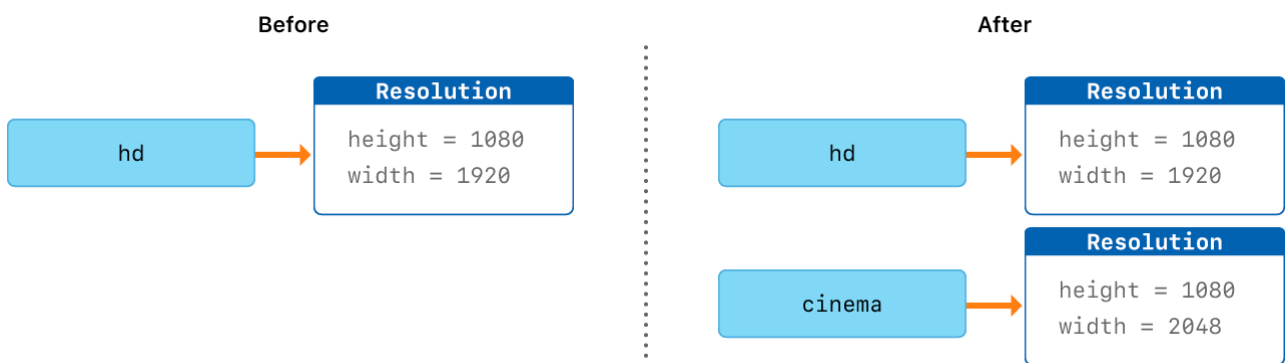 Before
hd
Resolution
height = 1080
width = 1920
After
hd
Resolution
height = 1080
width = 1920
cinema
Resolution
height = 1080
width = 2048